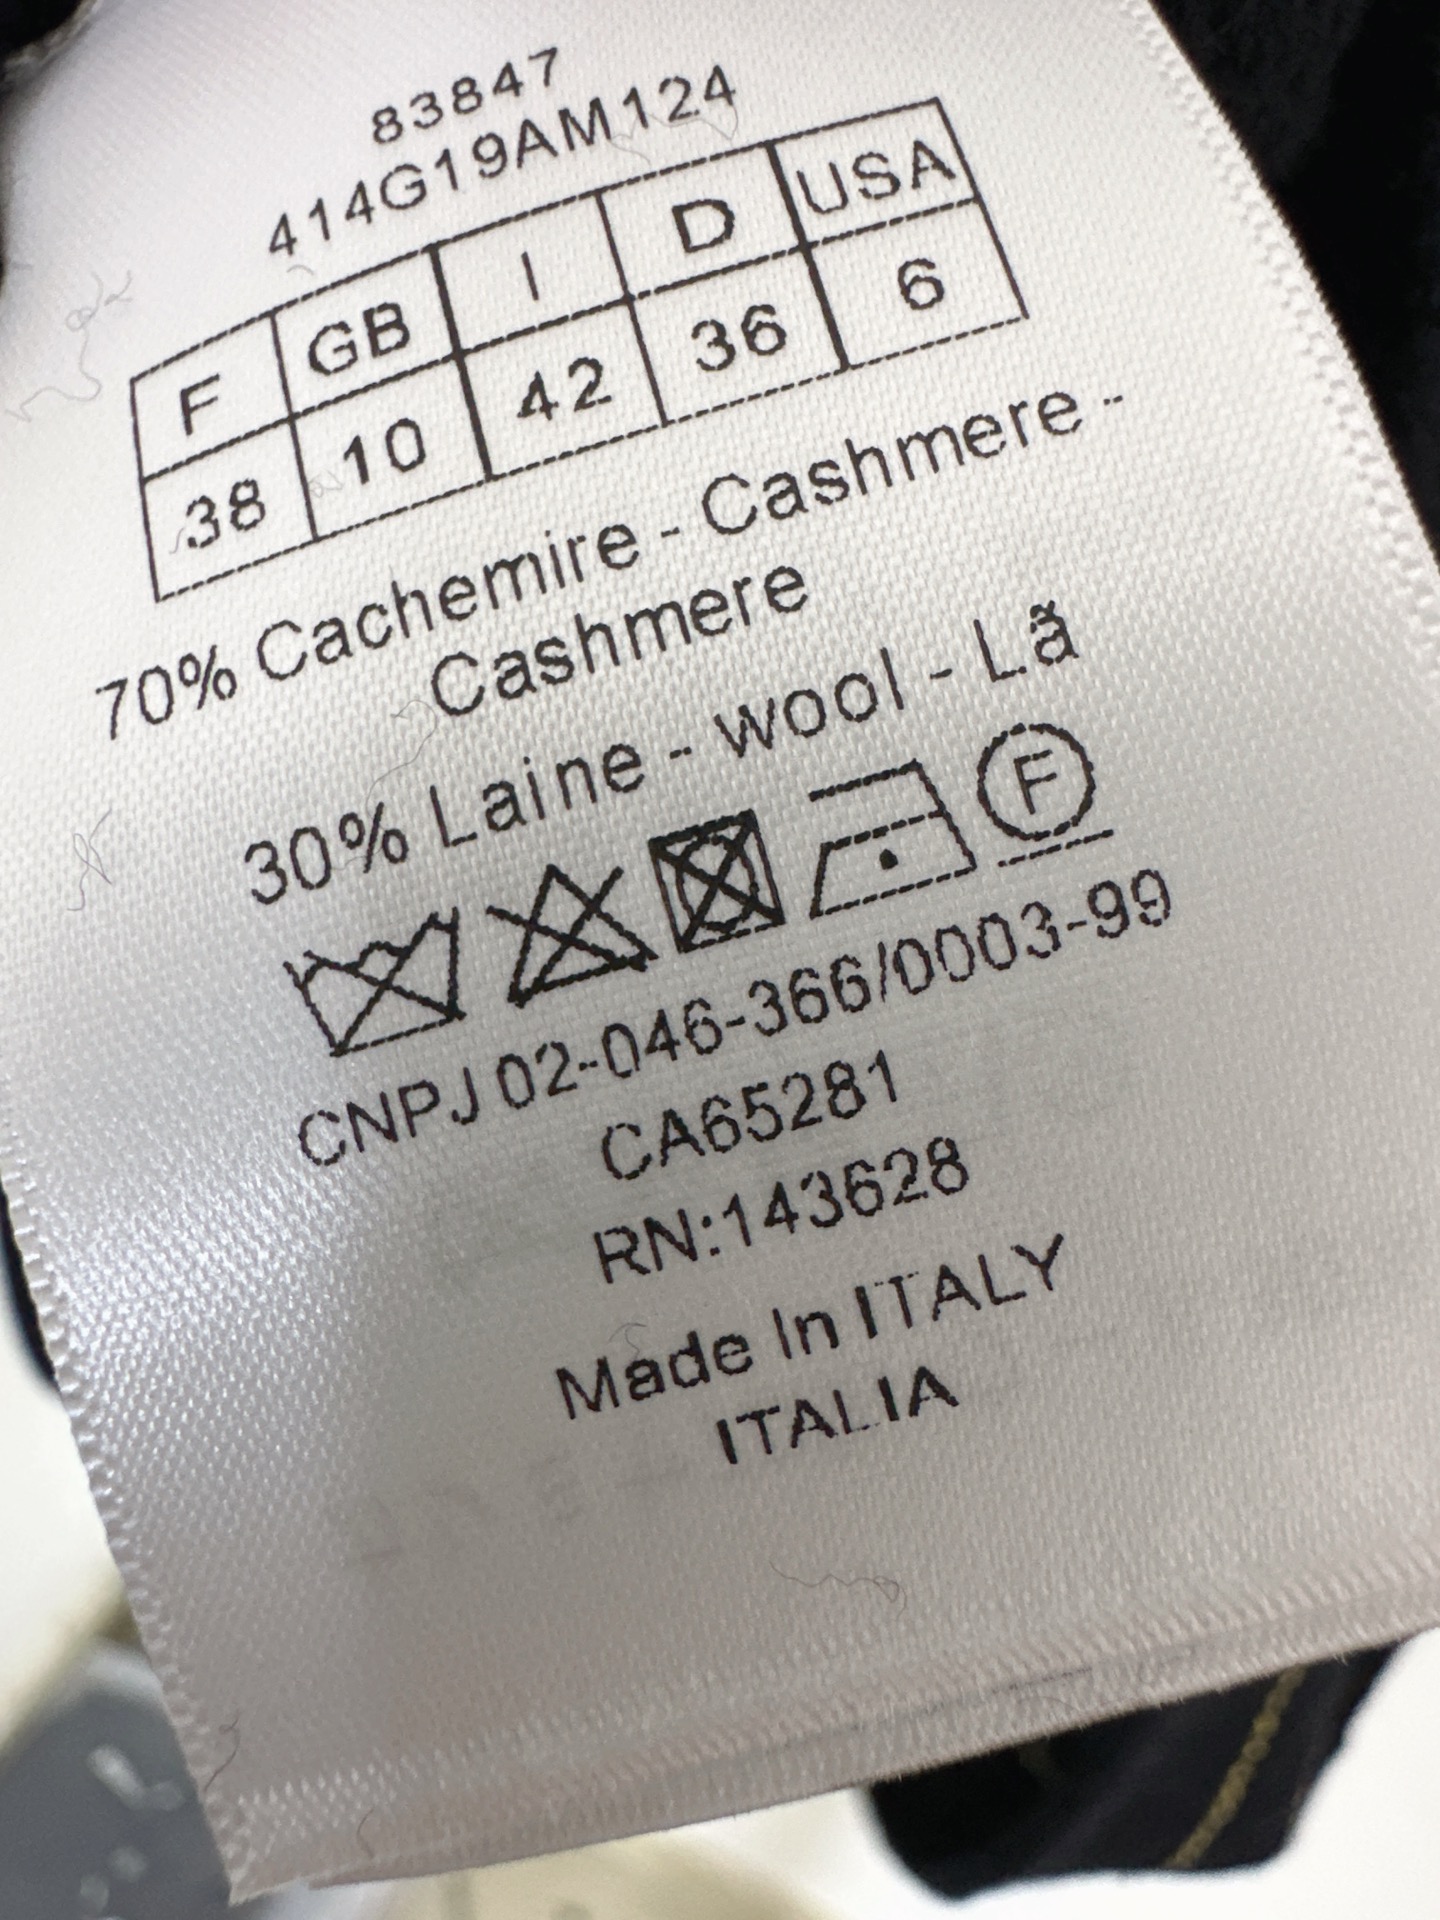 83847
414G19AM124
F GB I D USA
38 10 42 36 6
70% Cachemire - Cashmere -
Cashmere
30% Laine - wool - Lã
F
CNPJ 02-046-366/0003-99
CA65281
RN:143628
Made In ITALY
ITALIA